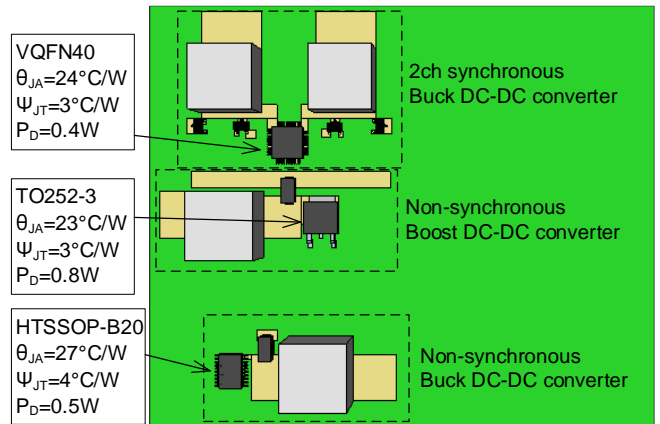 VQFN40
θJA=24°C/W
ΨJT=3°C/W
PD=0.4W
2ch synchronous
Buck DC-DC converter
TO252-3
θJA=23°C/W
ΨJT=3°C/W
PD=0.8W
Non-synchronous
Boost DC-DC converter
HTSSOP-B20
θJA=27°C/W
ΨJT=4°C/W
PD=0.5W
Non-synchronous
Buck DC-DC converter